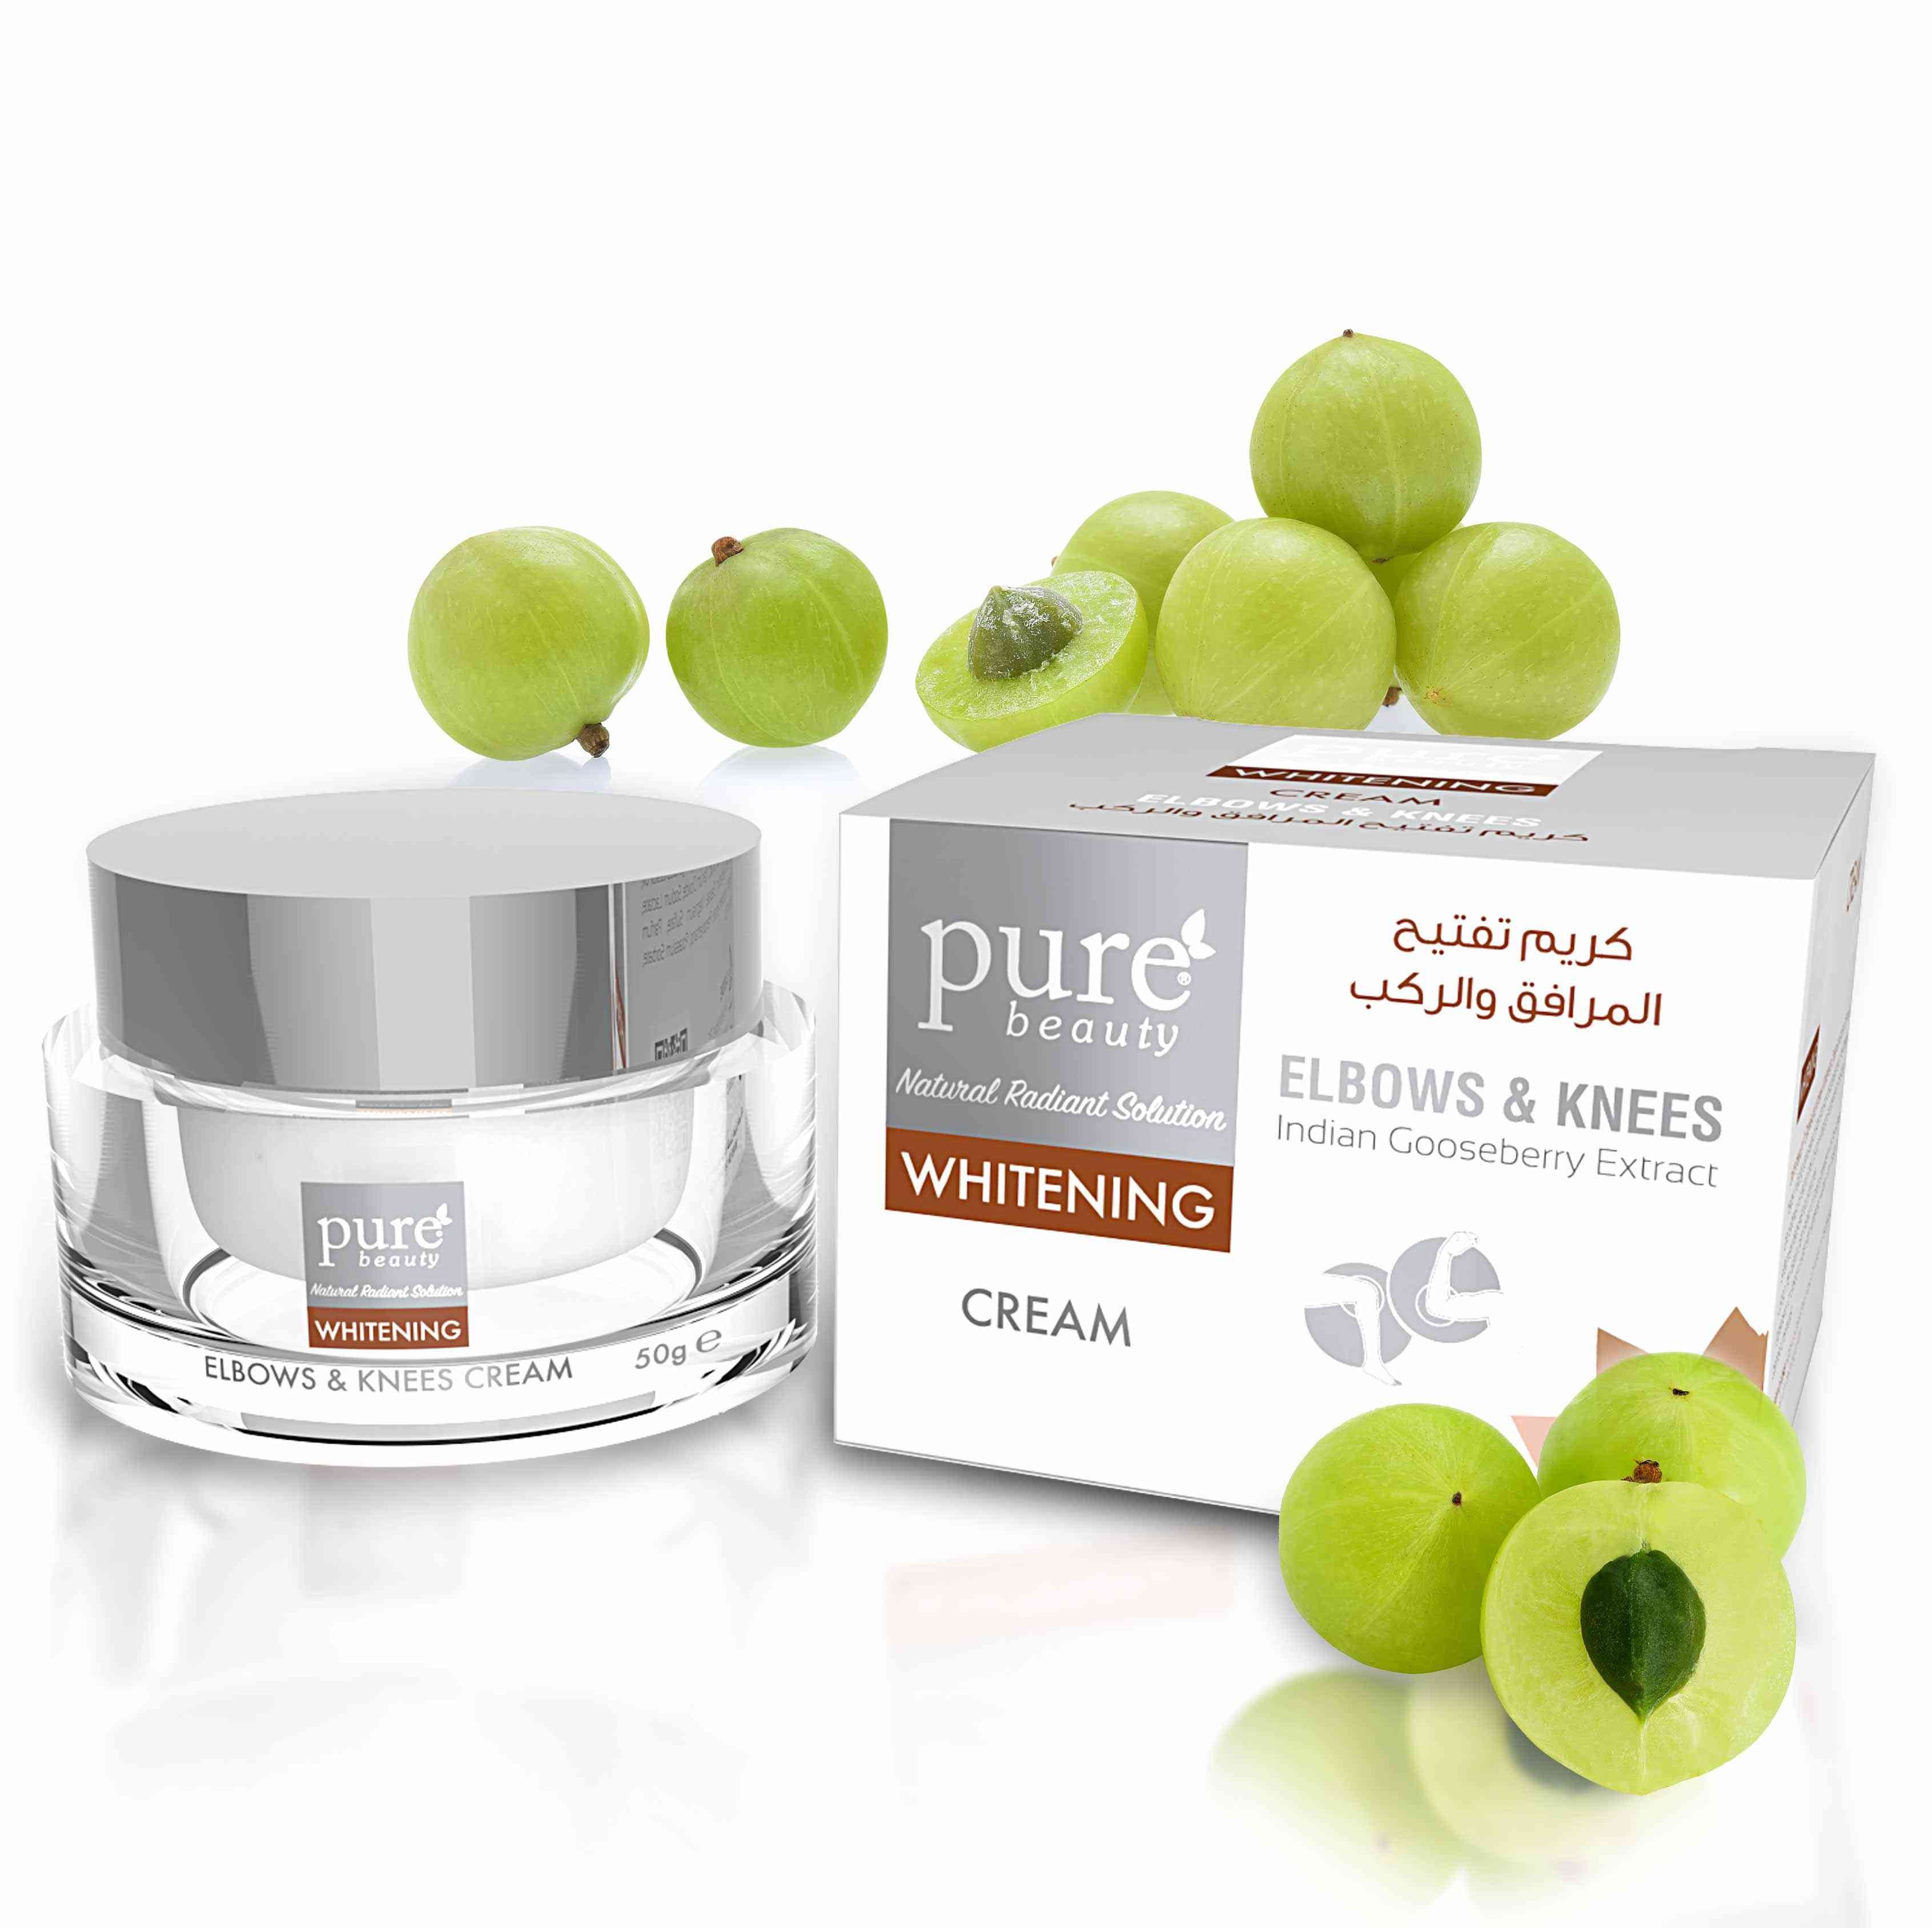 WHITENING
CREAM
ELBOWS & KNEES
كريم تفتيح المرافق والركب
pure
beauty
Natural Radiant Solution
WHITENING
CREAM
كريم تفتيح
المرافق والركب
ELBOWS & KNEES
Indian Gooseberry Extract
pure
beauty
Natural Radiant Solution
WHITENING
ELBOWS & KNEES CREAM 50g ℮